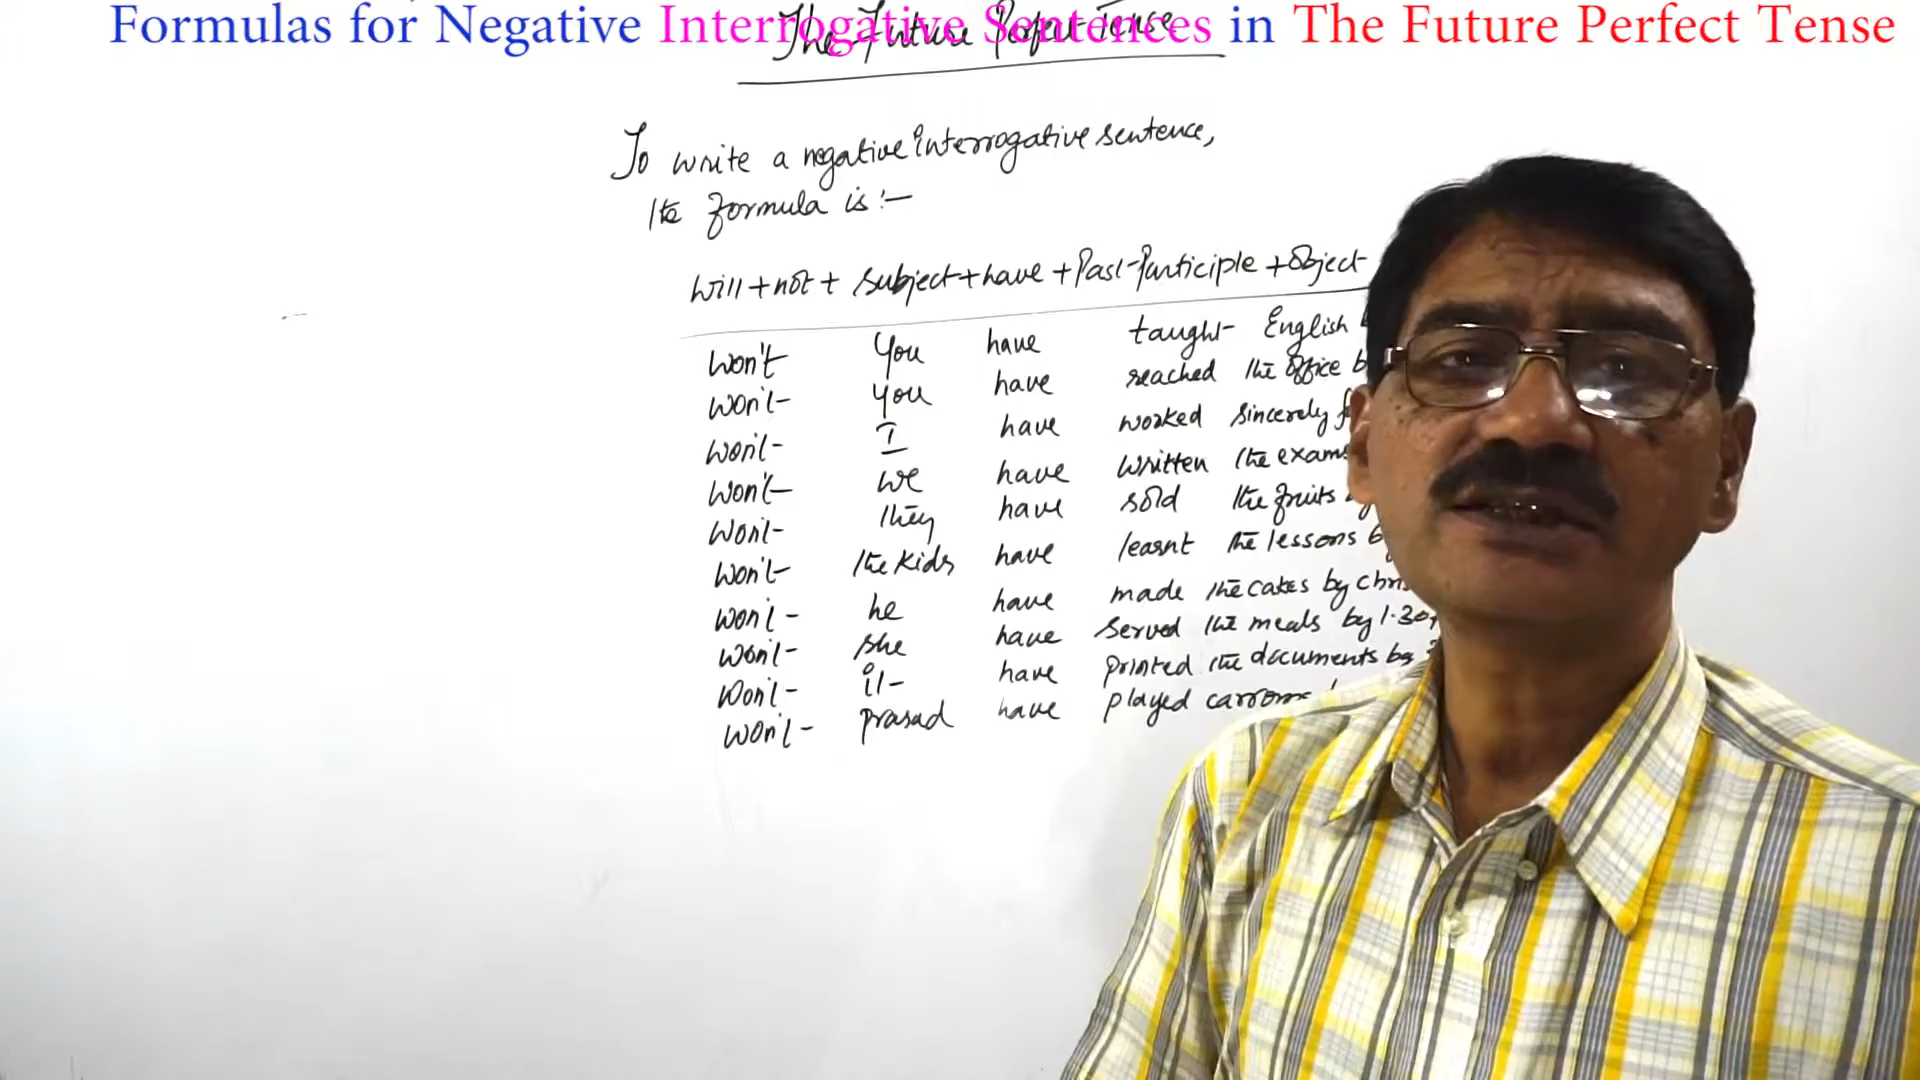 Formulas for Negative Interrogative Sentences in The Future Perfect Tense
The Future Perfect Tense
To write a negative interrogative sentence,
the formula is :-
Will + not + Subject + have + Past-Participle + Object
Won't You have taught English
Won't you have reached the office
Won't I have worked sincerely
Won't we have written the exams
Won't they have sold the fruits
Won't the kids have learnt the lessons
Won't he have made the cakes by
Won't she have served the meals by 1.30
Won't it have printed the documents by
Won't prasad have played carroms